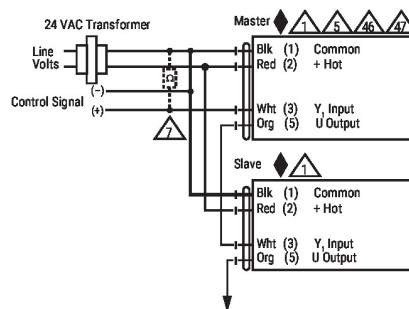 24 VAC Transformer
Master 1 5 46 47
Line
Volts
Blk (1) Common
Red (2) + Hot
Ω
(–)
Control Signal
(+)
Wht (3) Y₁ Input
Org (5) U Output
7
Slave 1
Blk (1) Common
Red (2) + Hot
Wht (3) Y₁ Input
Org (5) U Output